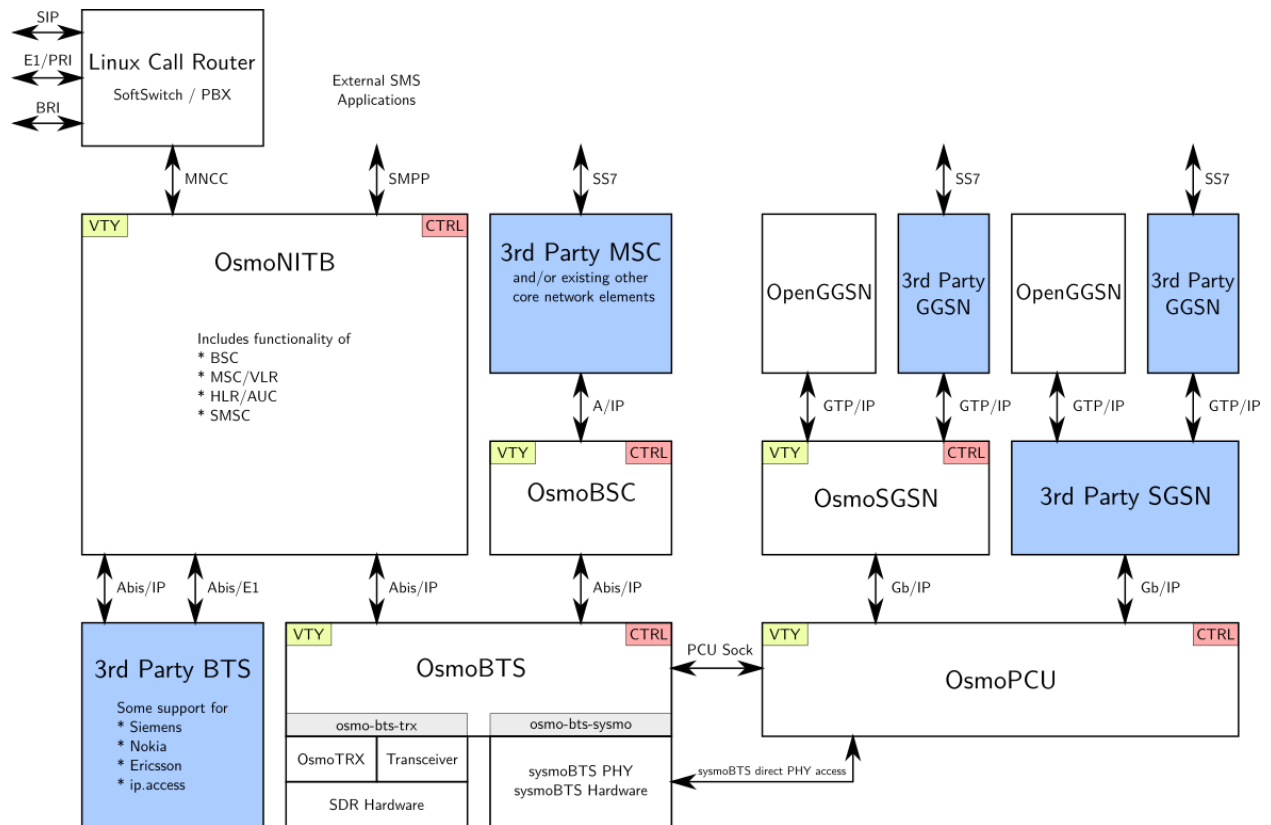 SIP
E1/PRI
BRI
Linux Call Router
SoftSwitch / PBX
External SMS
Applications
MNCC
SMPP
SS7
SS7
SS7
VTY
CTRL
OsmoNITB
Includes functionality of
* BSC
* MSC/VLR
* HLR/AUC
* SMSC
3rd Party MSC
and/or existing other
core network elements
OpenGGSN
3rd Party
GGSN
OpenGGSN
3rd Party
GGSN
A/IP
GTP/IP
GTP/IP
GTP/IP
GTP/IP
VTY
CTRL
OsmoBSC
VTY
CTRL
OsmoSGSN
3rd Party SGSN
Abis/IP
Abis/E1
Abis/IP
Abis/IP
Gb/IP
Gb/IP
3rd Party BTS
Some support for
* Siemens
* Nokia
* Ericsson
* ip.access
VTY
CTRL
OsmoBTS
osmo-bts-trx
osmo-bts-sysmo
OsmoTRX
Transceiver
SDR Hardware
sysmoBTS PHY
sysmoBTS Hardware
PCU Sock
VTY
CTRL
OsmoPCU
sysmoBTS direct PHY access